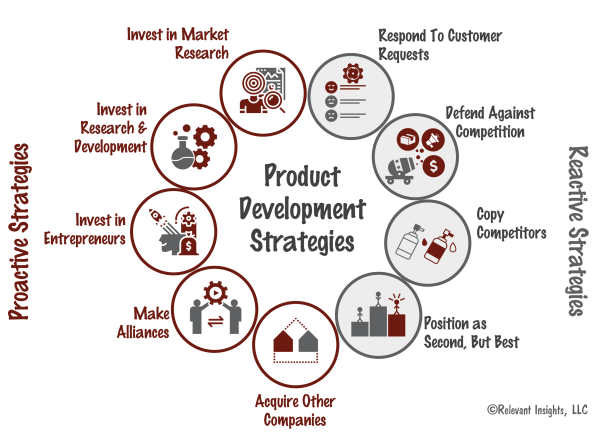 Invest in Market
Research
Respond To Customer
Requests
Invest in
Research &
Development
Defend Against
Competition
Proactive Strategies
Product
Development
Strategies
Reactive Strategies
Invest in
Entrepreneurs
Copy
Competitors
Make
Alliances
Position as
Second, But Best
Acquire Other
Companies
©Relevant Insights, LLC
$
$